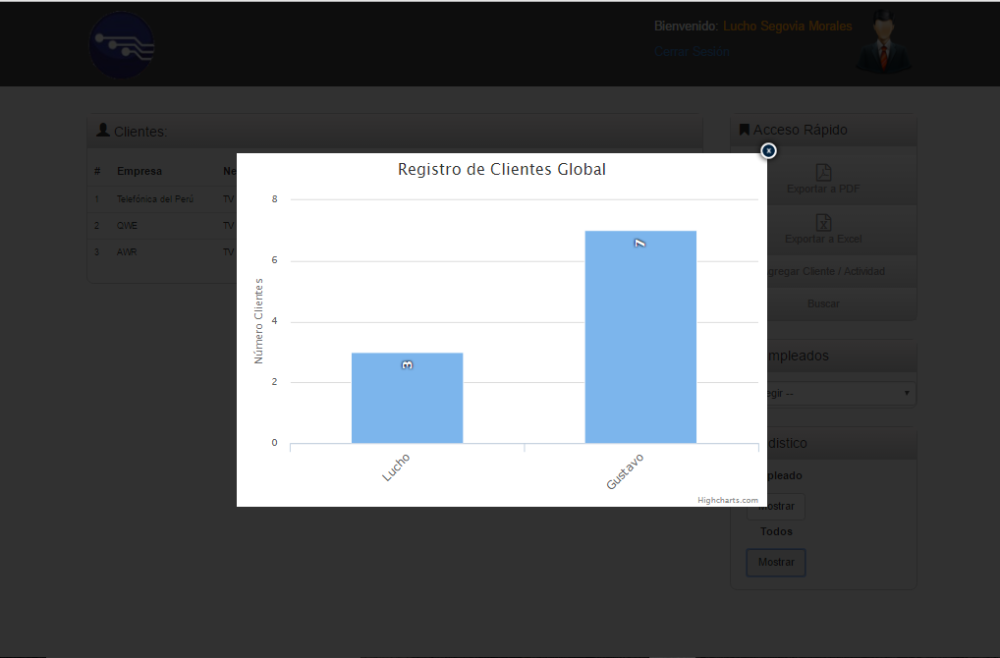 Bienvenido: Lucho Segovia Morales
Cerrar Sesión
Clientes:
# Empresa Ne
1 Telefónica del Perú TV
2 QWE TV
3 AWR TV
Registro de Clientes Global
Número Clientes
8
6
4
2
0
3
7
Lucho
Gustavo
Highcharts.com
Acceso Rápido
Exportar a PDF
Exportar a Excel
gregar Cliente / Actividad
Buscar
mpleados
egir --
dístico
pleado
Mostrar
Todos
Mostrar